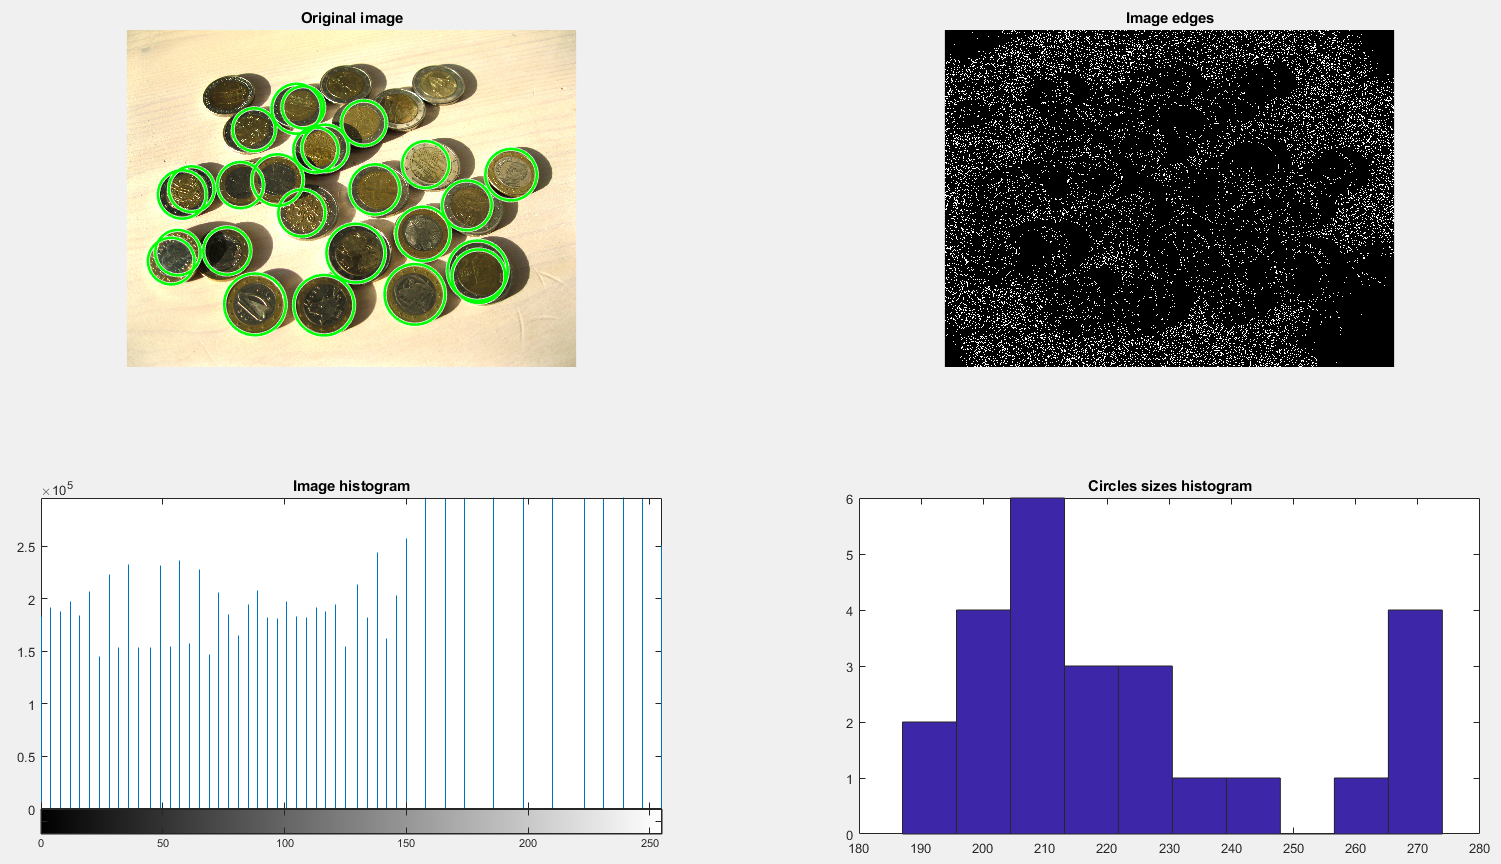 Original image
Image edges
Image histogram
×10^5
2.5
2
1.5
1
0.5
0
0 50 100 150 200 250
Circles sizes histogram
6
5
4
3
2
1
0
180 190 200 210 220 230 240 250 260 270 280